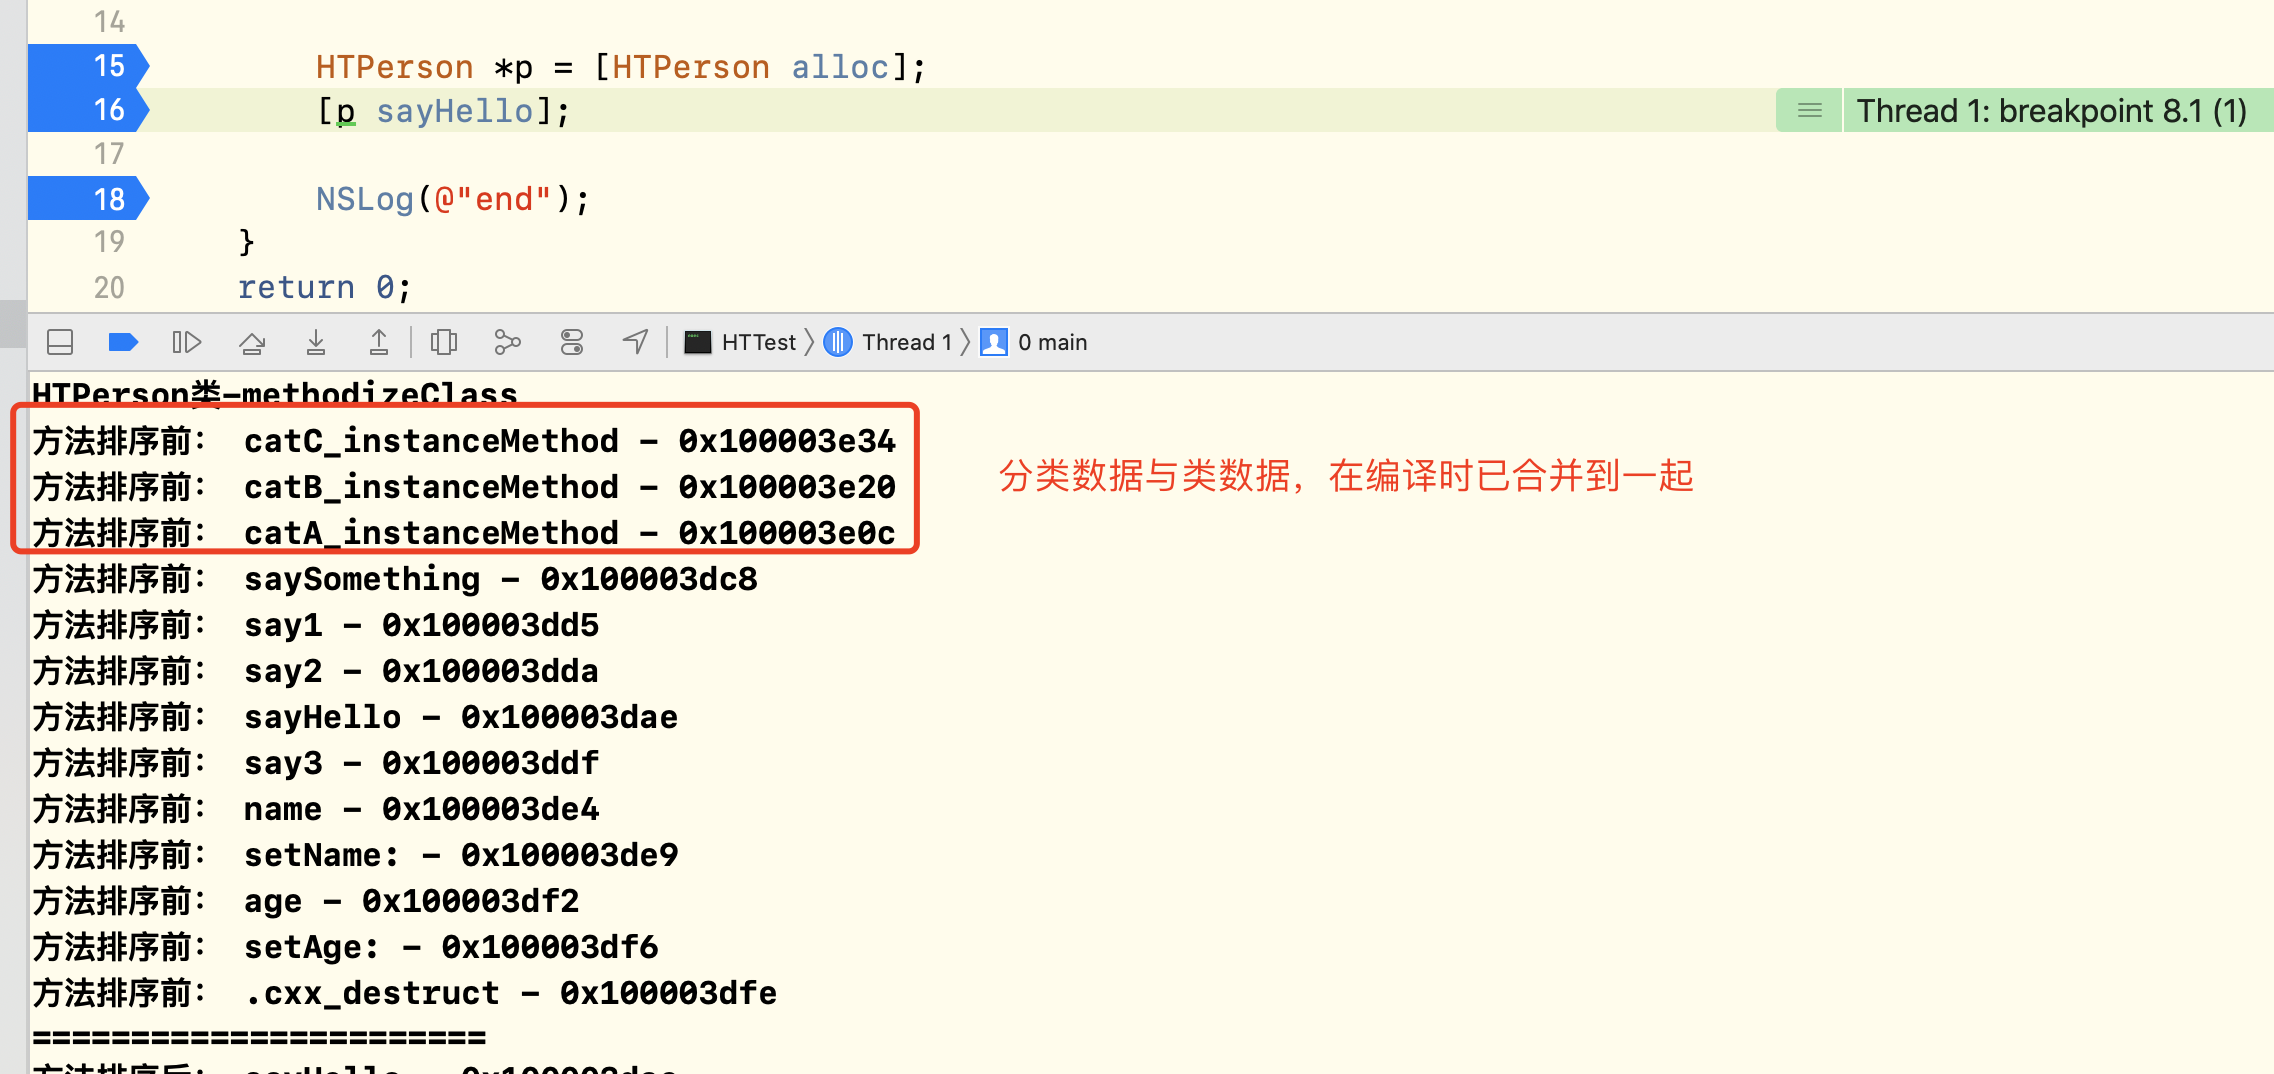 14
15 HTPerson *p = [HTPerson alloc];
16 [p sayHello]; Thread 1: breakpoint 8.1 (1)
17
18 NSLog(@"end");
19 }
20 return 0;
HTTest Thread 1 0 main
HTPerson类-methodizeClass
方法排序前： catC_instanceMethod - 0x100003e34
方法排序前： catB_instanceMethod - 0x100003e20
分类数据与类数据，在编译时已合并到一起
方法排序前： catA_instanceMethod - 0x100003e0c
方法排序前： saySomething - 0x100003dc8
方法排序前： say1 - 0x100003dd5
方法排序前： say2 - 0x100003dda
方法排序前： sayHello - 0x100003dae
方法排序前： say3 - 0x100003ddf
方法排序前： name - 0x100003de4
方法排序前： setName: - 0x100003de9
方法排序前： age - 0x100003df2
方法排序前： setAge: - 0x100003df6
方法排序前： .cxx_destruct - 0x100003dfe
=======================
方法排序后： sayHello - 0x100003dae